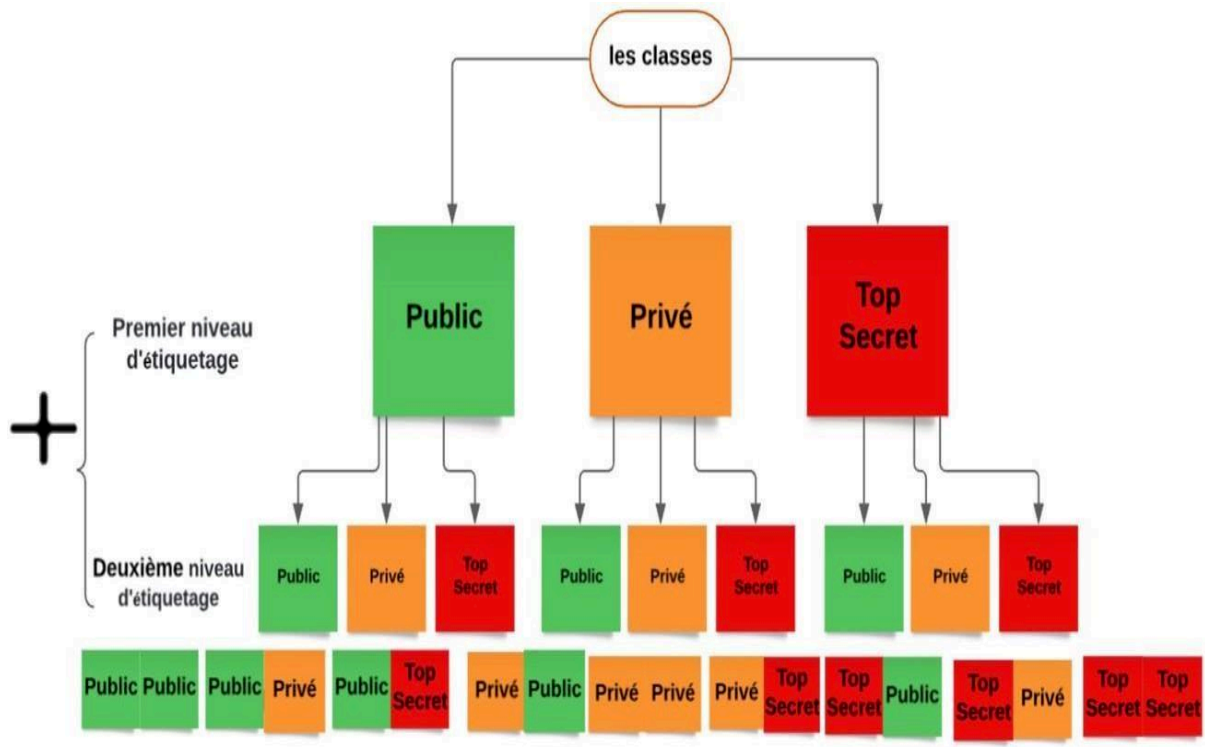 les classes
Public
Privé
Top
Secret
Premier niveau
d'étiquetage
Deuxième niveau
d'étiquetage
Public
Privé
Top
Secret
Public
Privé
Top
Secret
Public
Privé
Top
Secret
Public Public
Public Privé
Public Top
Secret
Privé Public
Privé Privé
Privé Top
Secret
Top
Secret Public
Top
Secret Privé
Top
Secret
Top
Secret